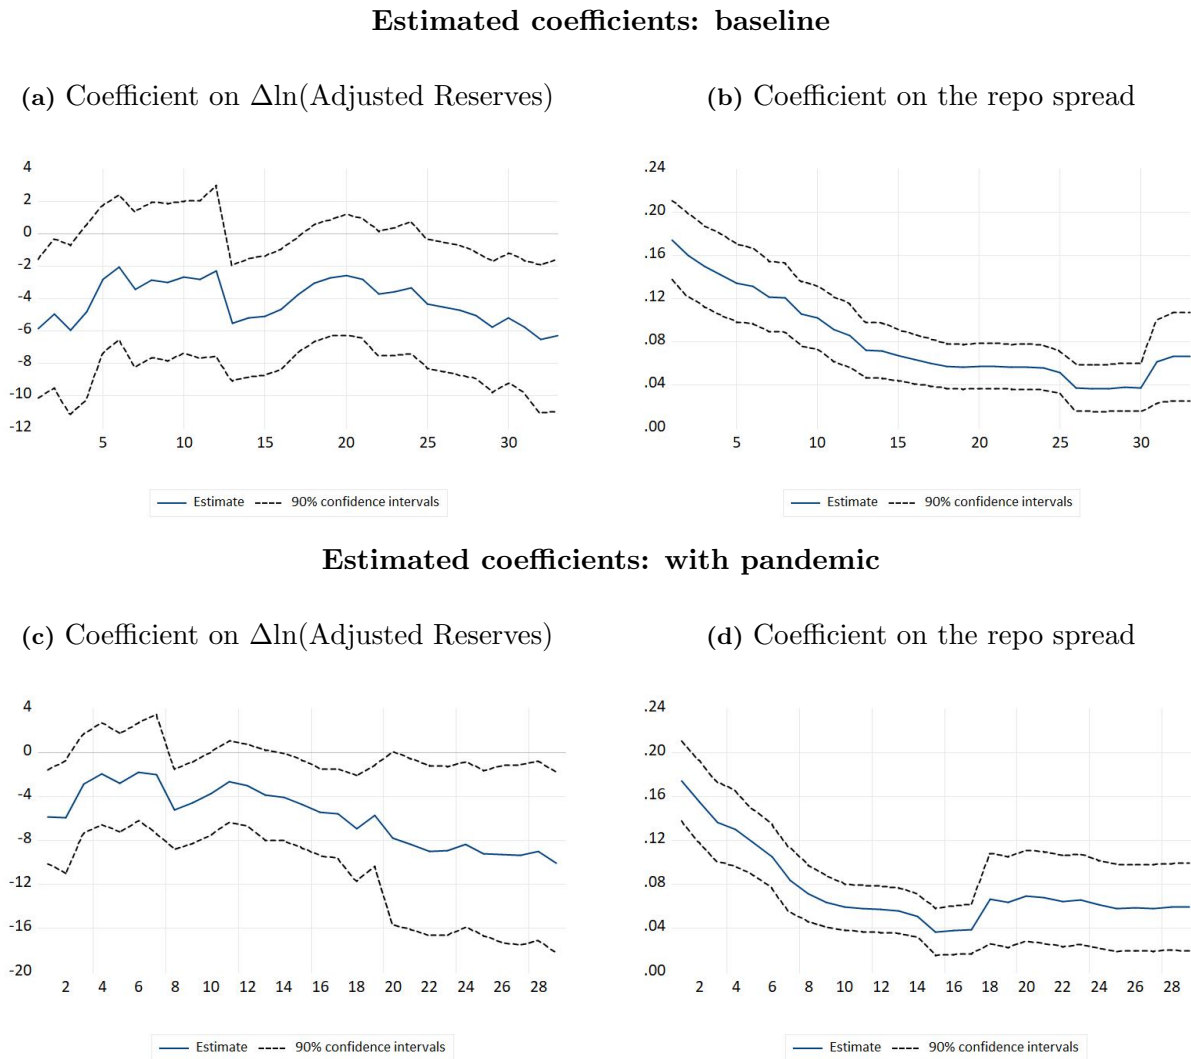 Estimated coefficients: baseline
(a) Coefficient on Δln(Adjusted Reserves)
(b) Coefficient on the repo spread
4
2
0
-2
-4
-6
-8
-10
-12
5 10 15 20 25 30
Estimate 90% confidence intervals
.24
.20
.16
.12
.08
.04
.00
5 10 15 20 25 30
Estimate 90% confidence intervals
Estimated coefficients: with pandemic
(c) Coefficient on Δln(Adjusted Reserves)
(d) Coefficient on the repo spread
4
0
-4
-8
-12
-16
-20
2 4 6 8 10 12 14 16 18 20 22 24 26 28
Estimate 90% confidence intervals
.24
.20
.16
.12
.08
.04
.00
2 4 6 8 10 12 14 16 18 20 22 24 26 28
Estimate 90% confidence intervals